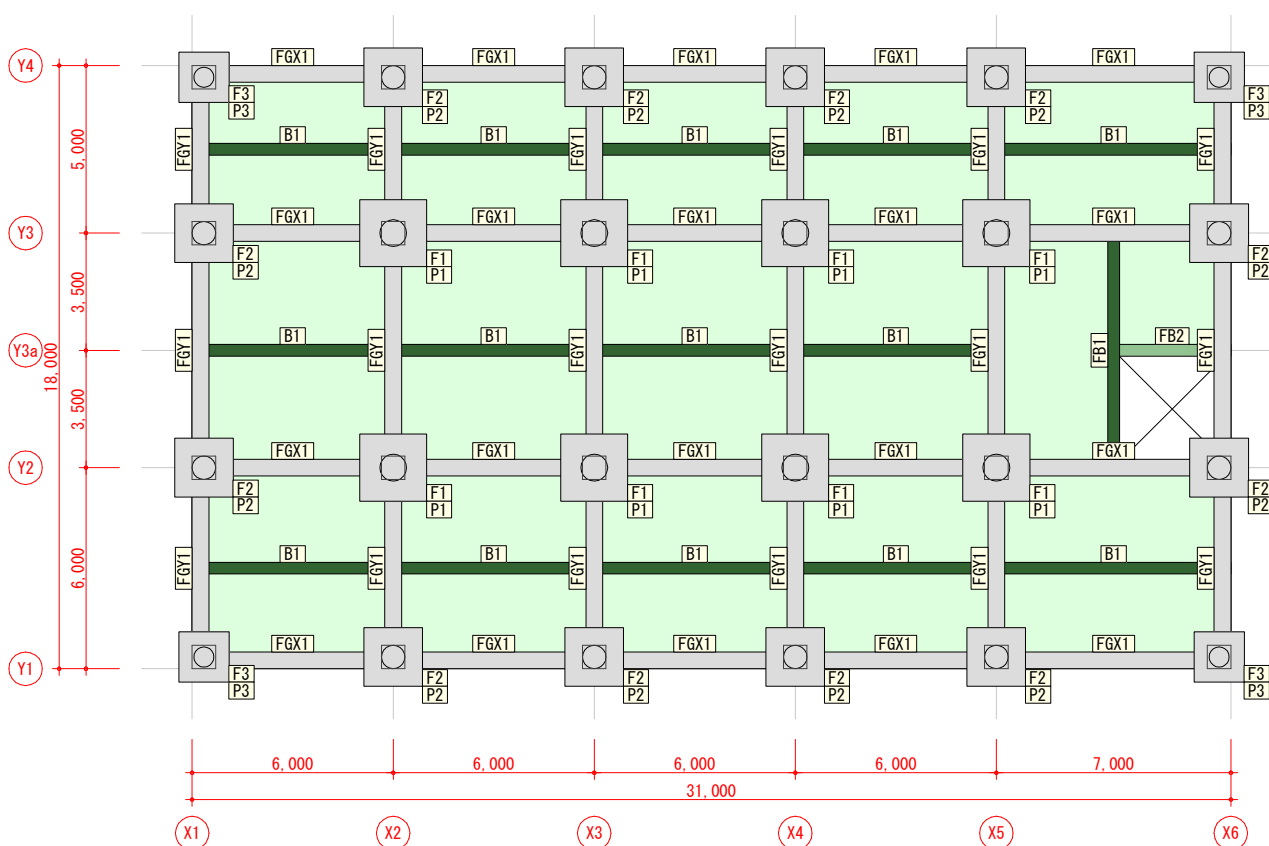 Y4 FGX1 FGX1 FGX1 FGX1 FGX1
F3 F2 F2 F2 F2 F3
P3 P2 P2 P2 P2 P3
5,000 FGY1 B1 FGY1 B1 FGY1 B1 FGY1 B1 FGY1 B1 FGY1
Y3 FGX1 FGX1 FGX1 FGX1 FGX1
F2 F1 F1 F1 F1 F2
P2 P1 P1 P1 P1 P2
3,500
Y3a FGY1 B1 FGY1 B1 FGY1 B1 FGY1 B1 FGY1 FB1 FB2 FGY1
18,000
3,500
Y2 FGX1 FGX1 FGX1 FGX1 FGX1
F2 F1 F1 F1 F1 F2
P2 P1 P1 P1 P1 P2
6,000 FGY1 B1 FGY1 B1 FGY1 B1 FGY1 B1 FGY1 B1 FGY1
Y1 FGX1 FGX1 FGX1 FGX1 FGX1
F3 F2 F2 F2 F2 F3
P3 P2 P2 P2 P2 P3
6,000 6,000 6,000 6,000 7,000
31,000
X1 X2 X3 X4 X5 X6